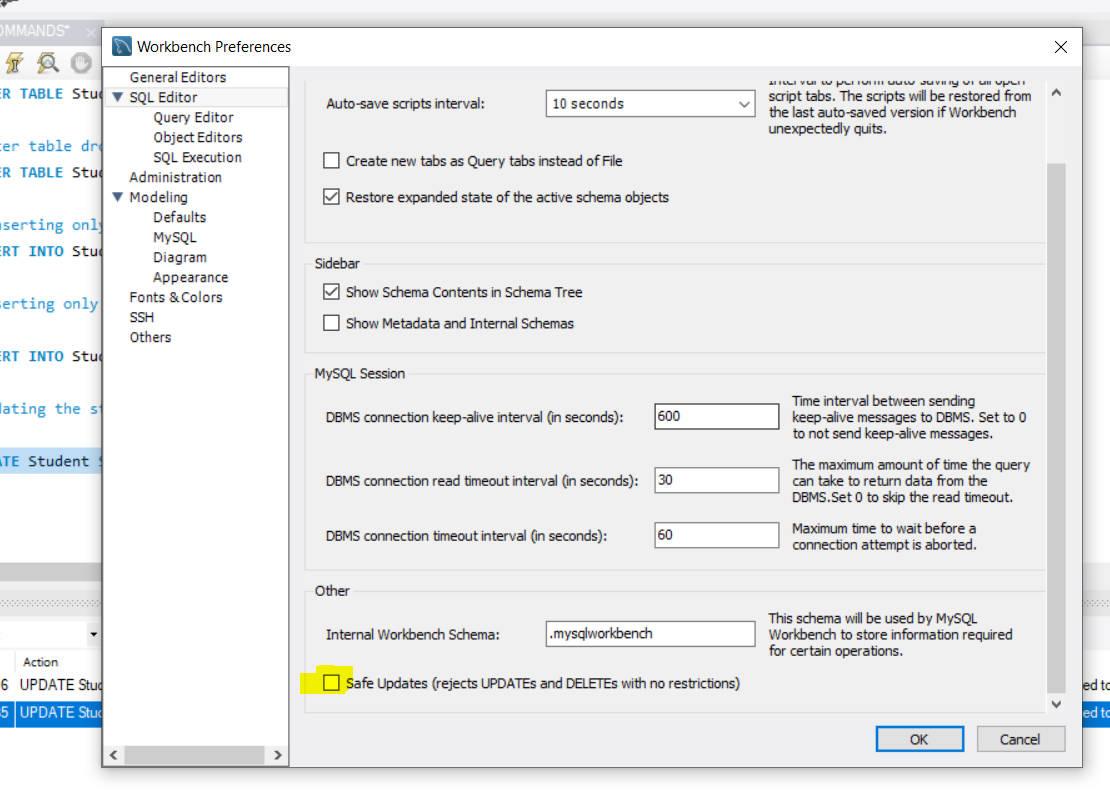 OMMANDS*
Workbench Preferences
ER TABLE Stu
ter table dr
ER TABLE Stu
nserting only
ERT INTO Stu
serting only
ERT INTO Stu
dating the s
ATE Student S
Action
6 UPDATE Stu
35 UPDATE Stu
General Editors
SQL Editor
Query Editor
Object Editors
SQL Execution
Administration
Modeling
Defaults
MySQL
Diagram
Appearance
Fonts & Colors
SSH
Others
Auto-save scripts interval:
10 seconds
Interval to perform auto-saving of all open
script tabs. The scripts will be restored from
the last auto-saved version if Workbench
unexpectedly quits.
Create new tabs as Query tabs instead of File
Restore expanded state of the active schema objects
Sidebar
Show Schema Contents in Schema Tree
Show Metadata and Internal Schemas
MySQL Session
DBMS connection keep-alive interval (in seconds):
600
Time interval between sending
keep-alive messages to DBMS. Set to 0
to not send keep-alive messages.
DBMS connection read timeout interval (in seconds):
30
The maximum amount of time the query
can take to return data from the
DBMS.Set 0 to skip the read timeout.
DBMS connection timeout interval (in seconds):
60
Maximum time to wait before a
connection attempt is aborted.
Other
Internal Workbench Schema:
.mysqlworkbench
This schema will be used by MySQL
Workbench to store information required
for certain operations.
Safe Updates (rejects UPDATEs and DELETEs with no restrictions)
OK
Cancel
ed to
ed to